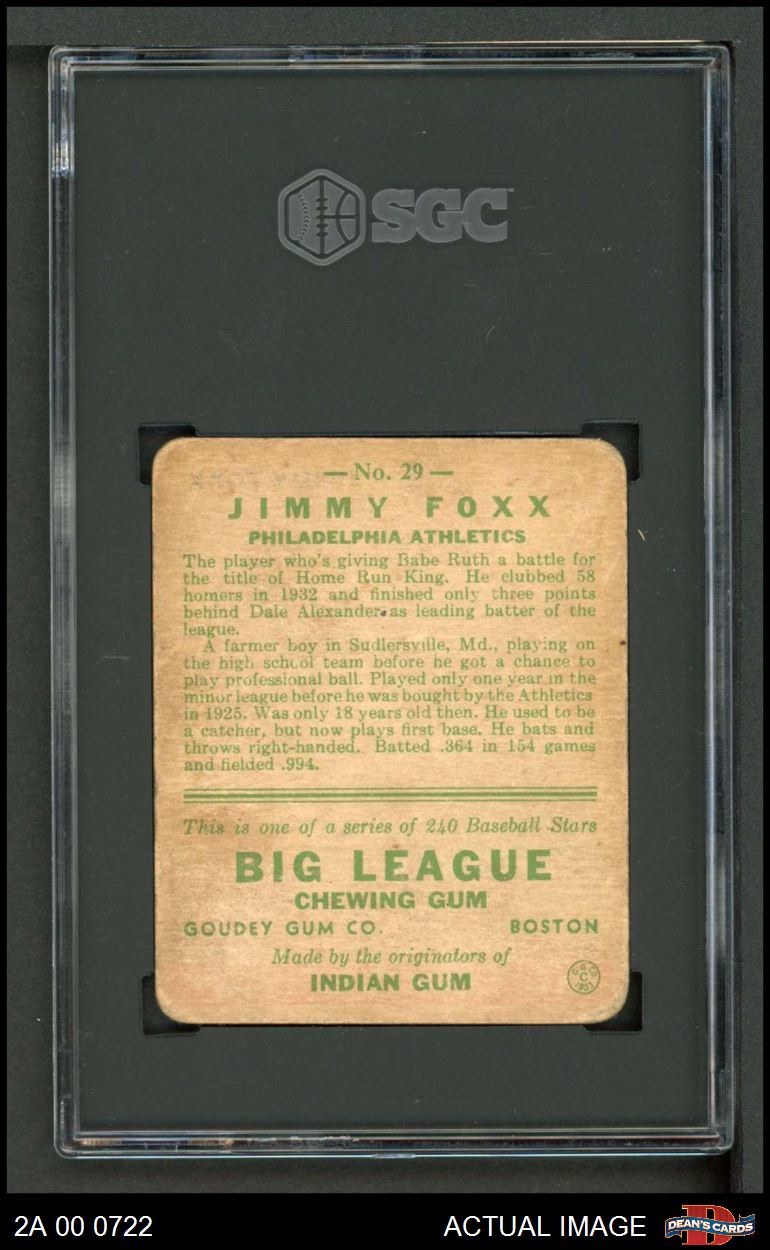 SGC
— No. 29 —
JIMMY FOXX
PHILADELPHIA ATHLETICS
The player who's giving Babe Ruth a battle for
the title of Home Run King. He clubbed 58
homers in 1932 and finished only three points
behind Dale Alexander as leading batter of the
league.
A farmer boy in Sudlersville, Md., playing on
the high school team before he got a chance to
play professional ball. Played only one year in the
minor league before he was bought by the Athletics
in 1925. Was only 18 years old then. He used to be
a catcher, but now plays first base. He bats and
throws right-handed. Batted .364 in 154 games
and fielded .994.
This is one of a series of 240 Baseball Stars
BIG LEAGUE
CHEWING GUM
GOUDEY GUM CO. BOSTON
Made by the originators of
INDIAN GUM
G.G.CO.
C
1933
2A 00 0722 ACTUAL IMAGE DEAN'S CARDS